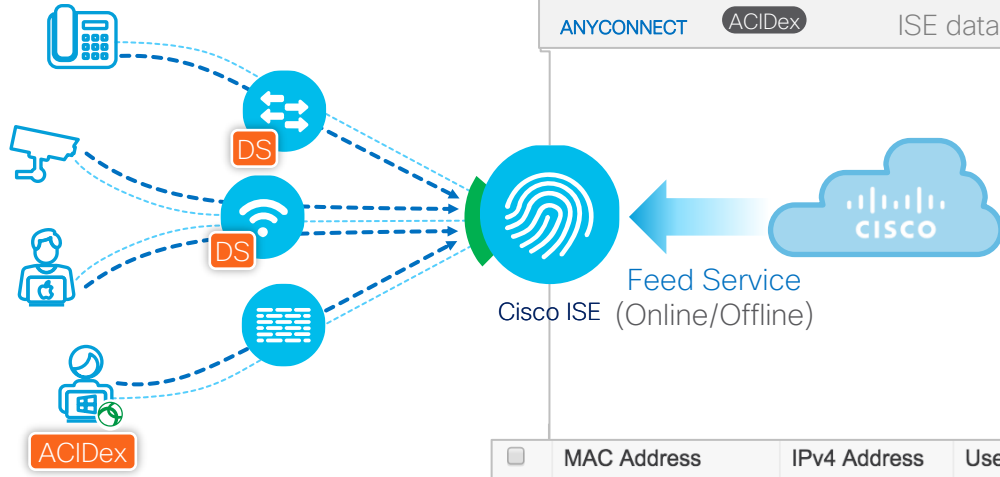 ANYCONNECT ACIDex ISE data
DS
DS
CISCO
Feed Service
Cisco ISE (Online/Offline)
ACIDex
MAC Address IPv4 Address Use